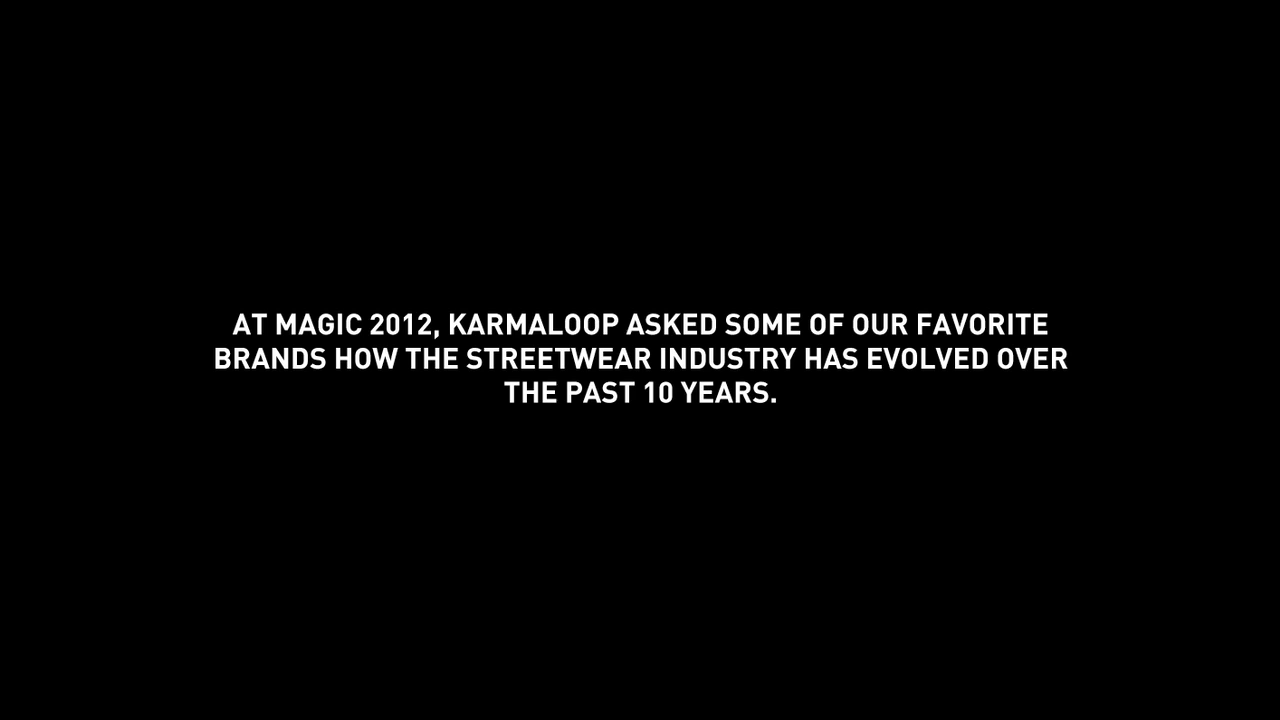 AT MAGIC 2012, KARMALOOP ASKED SOME OF OUR FAVORITE
BRANDS HOW THE STREETWEAR INDUSTRY HAS EVOLVED OVER
THE PAST 10 YEARS.